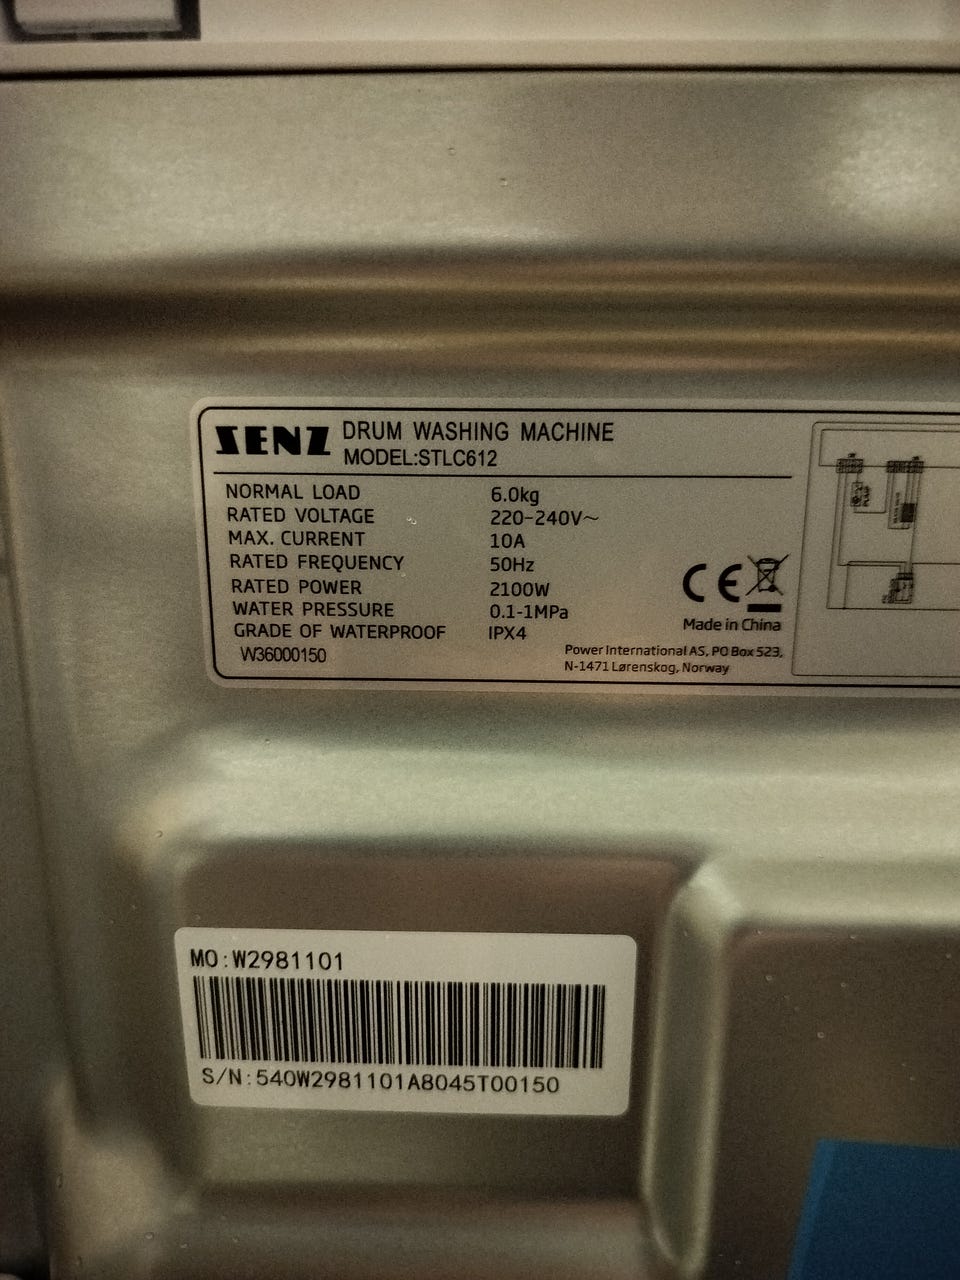 SENZ DRUM WASHING MACHINE
MODEL:STLC612
NORMAL LOAD 6.0kg
RATED VOLTAGE 220-240V~
MAX. CURRENT 10A
RATED FREQUENCY 50Hz
RATED POWER 2100W
WATER PRESSURE 0.1-1MPa
GRADE OF WATERPROOF IPX4
W36000150
CE
Made in China
Power International AS, PO Box 523,
N-1471 Lørenskog, Norway
MO:W2981101
S/N:540W2981101A8045T00150